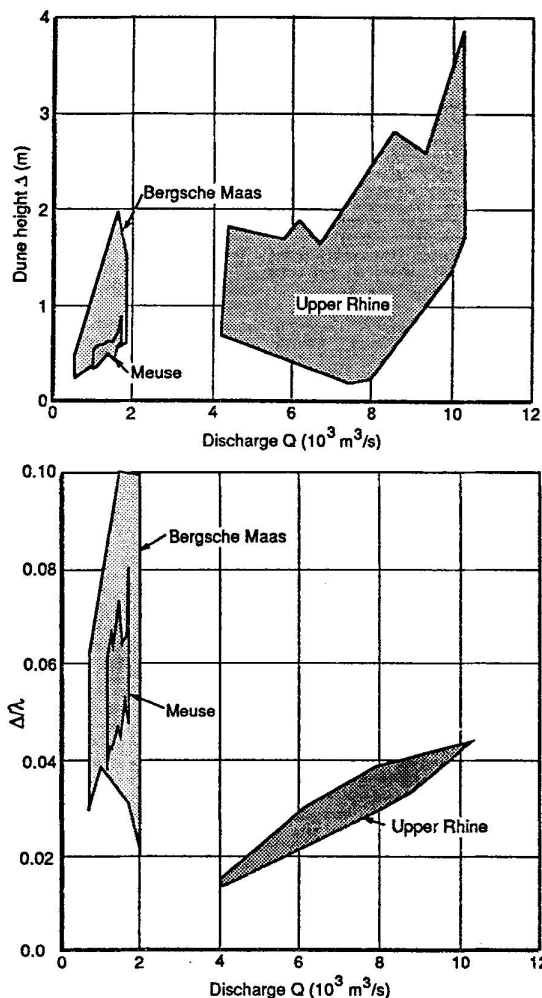 4
3
2
1
0
Dune height Δ (m)
Bergsche Maas
Meuse
Upper Rhine
0 2 4 6 8 10 12
Discharge Q (10³ m³/s)
0.10
0.08
0.06
0.04
0.02
0.0
Δ/λ
Bergsche Maas
Meuse
Upper Rhine
0 2 4 6 8 10 12
Discharge Q (10³ m³/s)